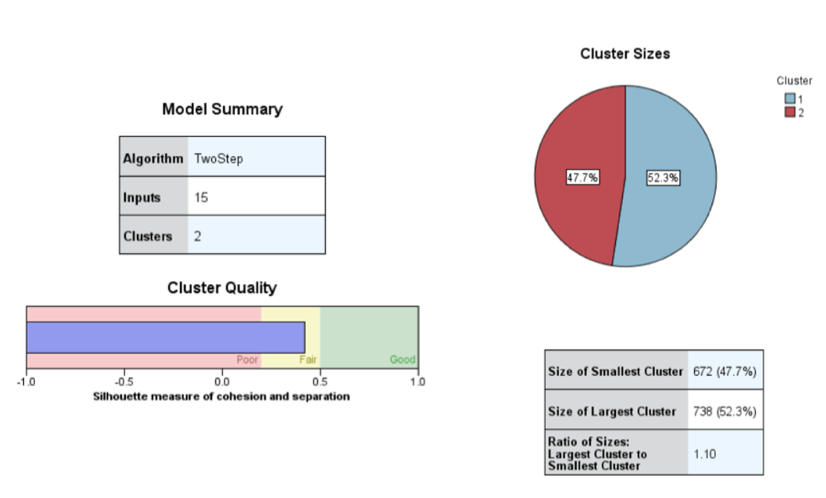 Model Summary
Algorithm TwoStep
Inputs 15
Clusters 2
Cluster Quality
Poor Fair Good
-1.0 -0.5 0.0 0.5 1.0
Silhouette measure of cohesion and separation
Cluster Sizes
Cluster
1
2
47.7% 52.3%
Size of Smallest Cluster 672 (47.7%)
Size of Largest Cluster 738 (52.3%)
Ratio of Sizes:
Largest Cluster to
Smallest Cluster 1.10